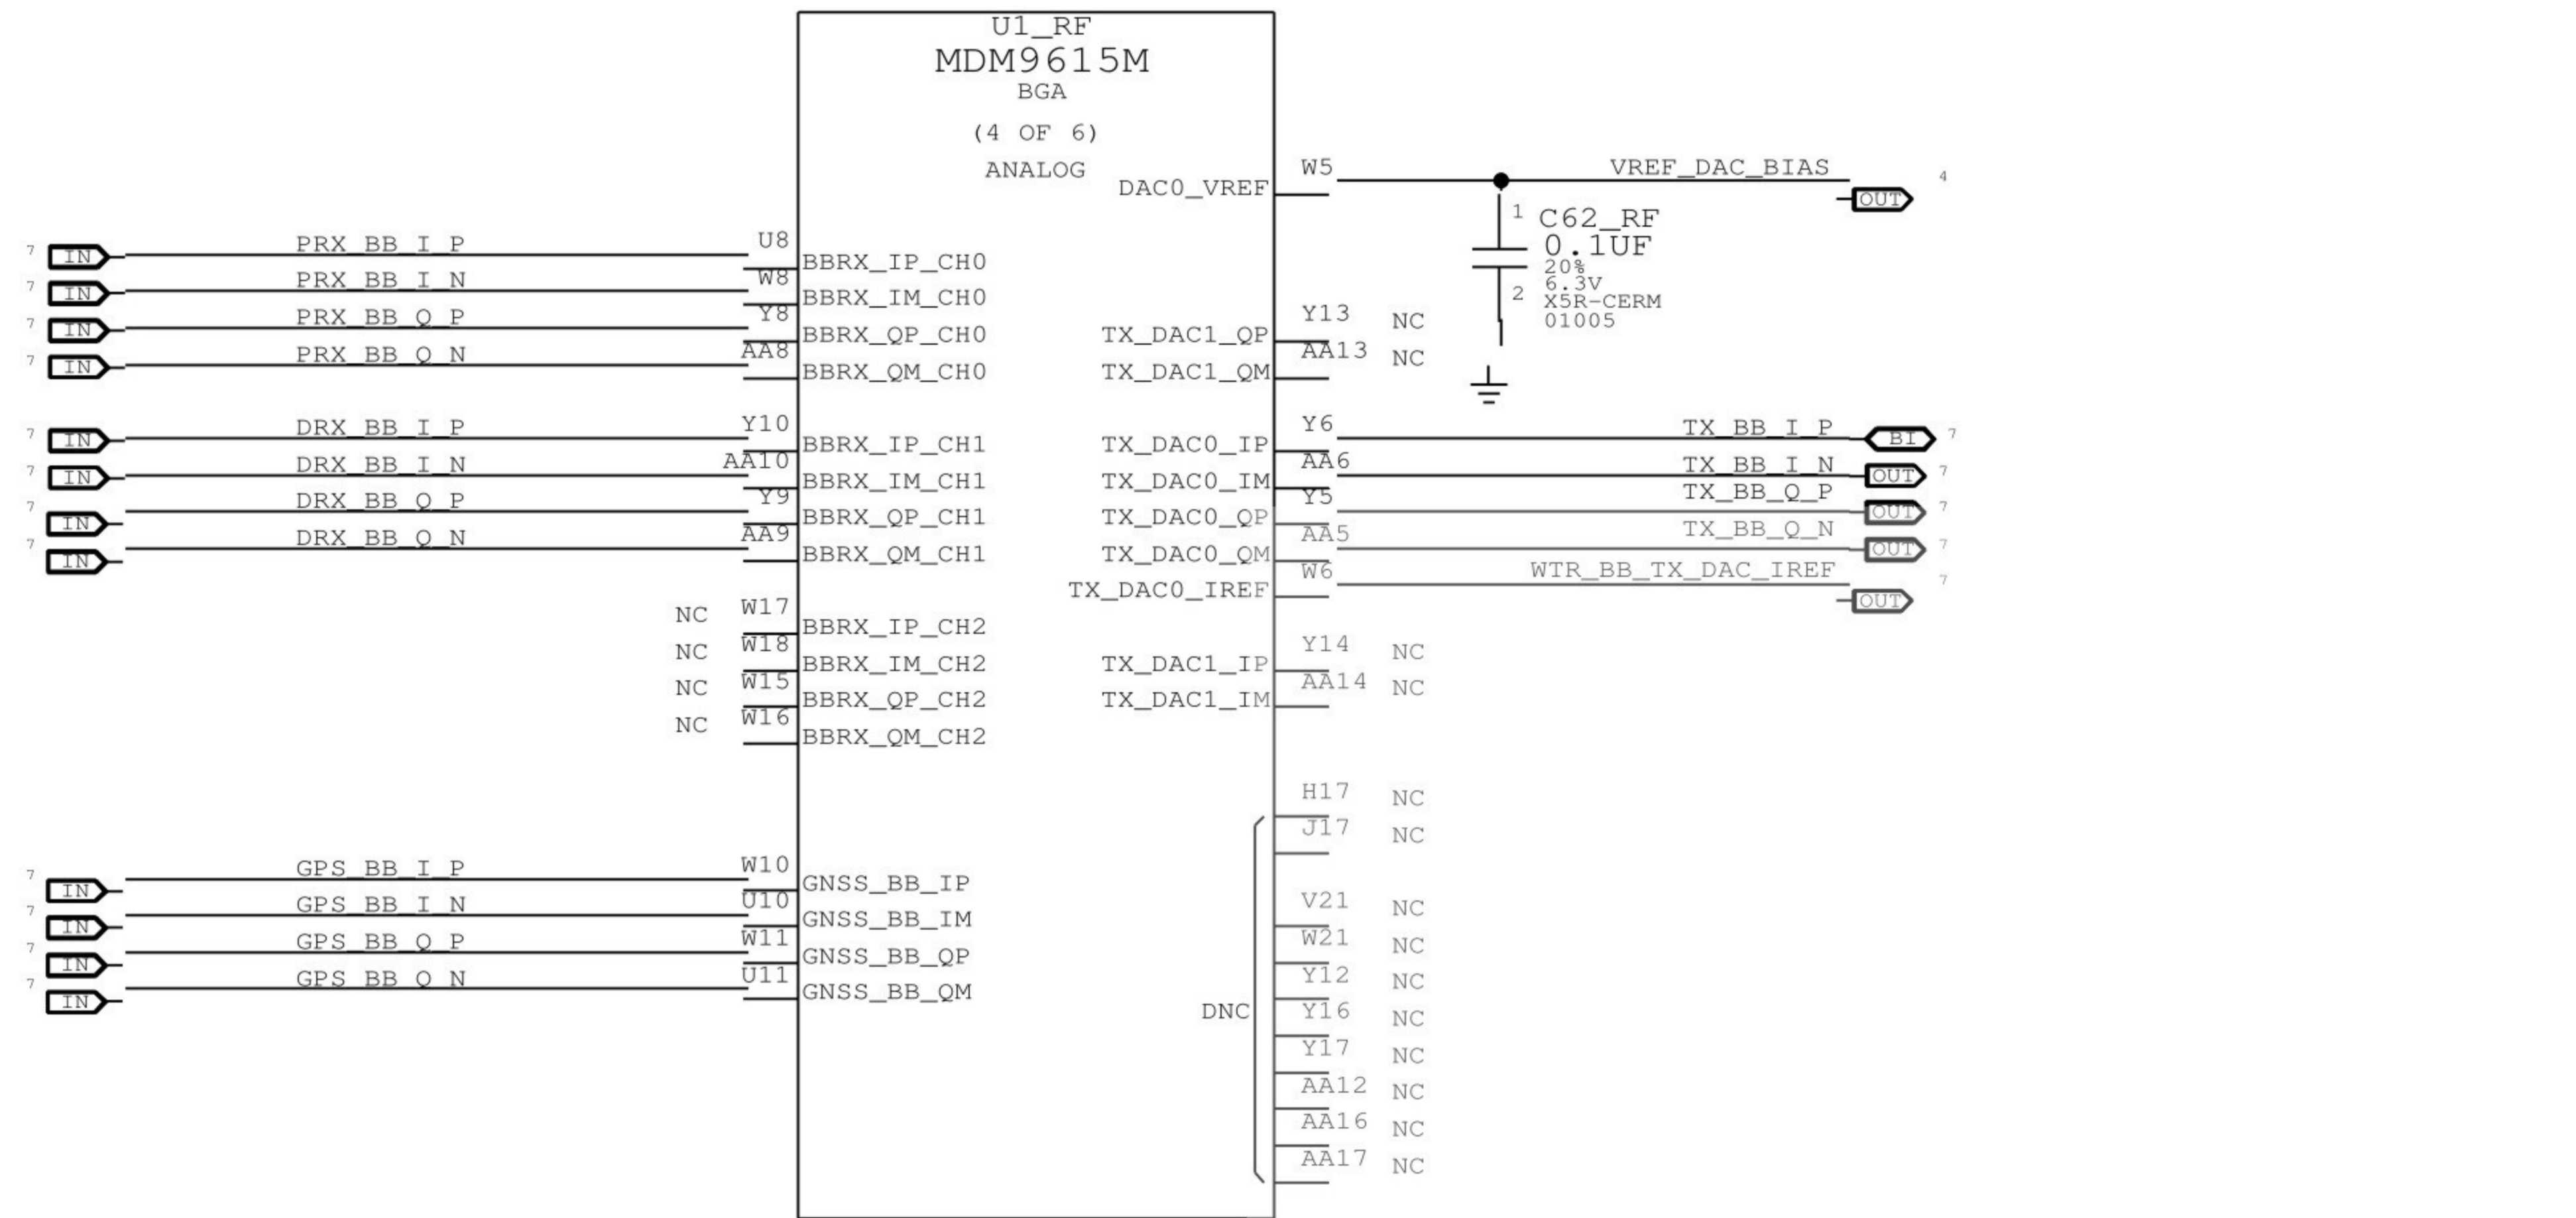 U1_RF
MDM9615M
BGA
(4 OF 6)
ANALOG
DAC0_VREF W5 VREF_DAC_BIAS OUT 4
1 C62_RF
0.1UF
20%
6.3V
2 X5R-CERM
01005
7 IN PRX_BB_I_P U8 BBRX_IP_CH0
7 IN PRX_BB_I_N W8 BBRX_IM_CH0
7 IN PRX_BB_Q_P Y8 BBRX_QP_CH0 TX_DAC1_QP Y13 NC
7 IN PRX_BB_Q_N AA8 BBRX_QM_CH0 TX_DAC1_QM AA13 NC
7 IN DRX_BB_I_P Y10 BBRX_IP_CH1 TX_DAC0_IP Y6 TX_BB_I_P BI 7
7 IN DRX_BB_I_N AA10 BBRX_IM_CH1 TX_DAC0_IM AA6 TX_BB_I_N OUT 7
7 IN DRX_BB_Q_P Y9 BBRX_QP_CH1 TX_DAC0_QP Y5 TX_BB_Q_P OUT 7
7 IN DRX_BB_Q_N AA9 BBRX_QM_CH1 TX_DAC0_QM AA5 TX_BB_Q_N OUT 7
TX_DAC0_IREF W6 WTR_BB_TX_DAC_IREF OUT 7
NC W17 BBRX_IP_CH2
NC W18 BBRX_IM_CH2 TX_DAC1_IP Y14 NC
NC W15 BBRX_QP_CH2 TX_DAC1_IM AA14 NC
NC W16 BBRX_QM_CH2
H17 NC
J17 NC
7 IN GPS_BB_I_P W10 GNSS_BB_IP
7 IN GPS_BB_I_N U10 GNSS_BB_IM V21 NC
7 IN GPS_BB_Q_P W11 GNSS_BB_QP W21 NC
7 IN GPS_BB_Q_N U11 GNSS_BB_QM Y12 NC
DNC Y16 NC
Y17 NC
AA12 NC
AA16 NC
AA17 NC